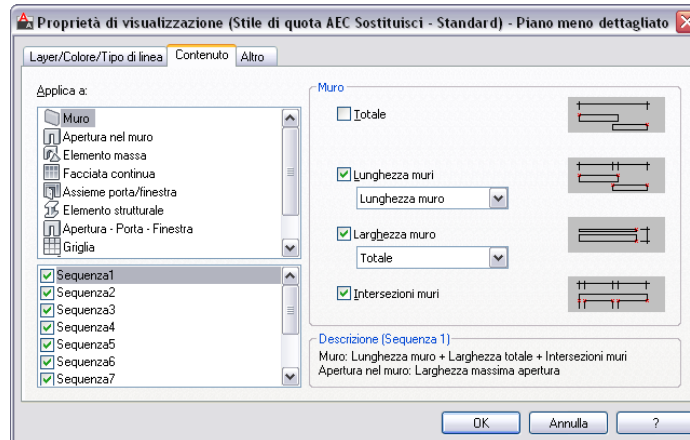 Proprietà di visualizzazione (Stile di quota AEC Sostituisci - Standard) - Piano meno dettagliato
Layer/Colore/Tipo di linea Contenuto Altro
Applica a:
Muro
Apertura nel muro
Elemento massa
Facciata continua
Assieme porta/finestra
Elemento strutturale
Apertura - Porta - Finestra
Griglia
Sequenza1
Sequenza2
Sequenza3
Sequenza4
Sequenza5
Sequenza6
Sequenza7
Muro
Totale
Lunghezza muri
Lunghezza muro
Larghezza muro
Totale
Intersezioni muri
Descrizione (Sequenza 1)
Muro: Lunghezza muro + Larghezza totale + Intersezioni muri
Apertura nel muro: Larghezza massima apertura
OK Annulla ?